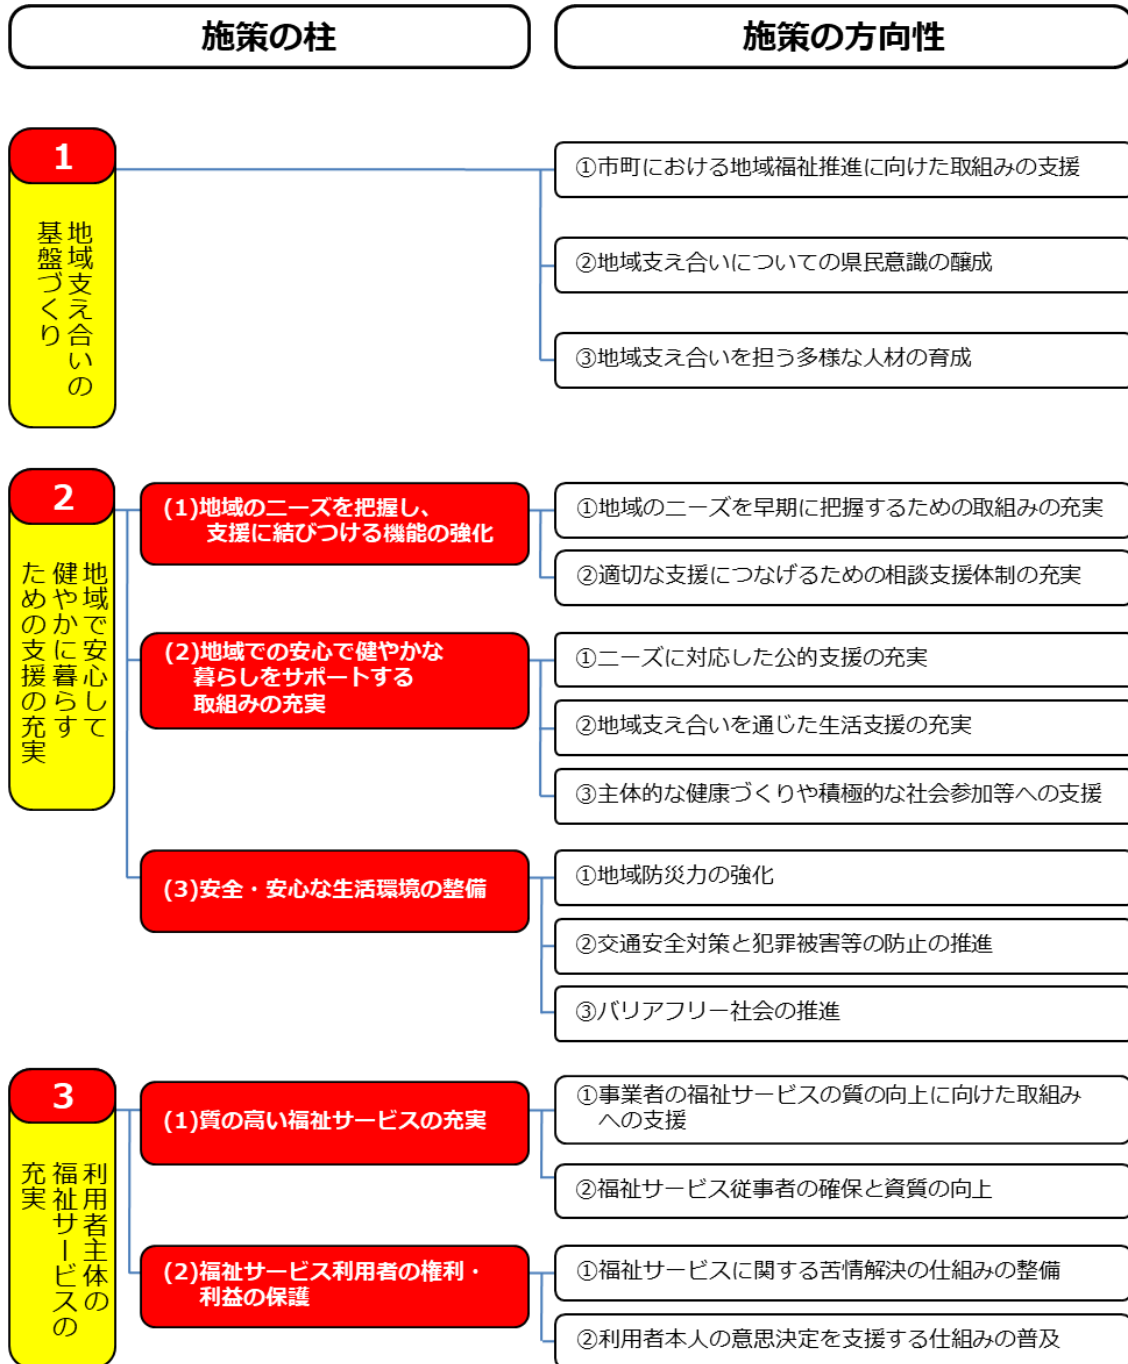 施策の柱
施策の方向性
1
地域支え合いの
基盤づくり
①市町における地域福祉推進に向けた取組みの支援
②地域支え合いについての県民意識の醸成
③地域支え合いを担う多様な人材の育成
2
地域で安心して
健やかに暮らす
ための支援の充実
(1)地域のニーズを把握し、
支援に結びつける機能の強化
①地域のニーズを早期に把握するための取組みの充実
②適切な支援につなげるための相談支援体制の充実
(2)地域での安心で健やかな
暮らしをサポートする
取組みの充実
①ニーズに対応した公的支援の充実
②地域支え合いを通じた生活支援の充実
③主体的な健康づくりや積極的な社会参加等への支援
(3)安全・安心な生活環境の整備
①地域防災力の強化
②交通安全対策と犯罪被害等の防止の推進
③バリアフリー社会の推進
3
利用者主体の
福祉サービスの
充実
(1)質の高い福祉サービスの充実
①事業者の福祉サービスの質の向上に向けた取組み
への支援
②福祉サービス従事者の確保と資質の向上
(2)福祉サービス利用者の権利・
利益の保護
①福祉サービスに関する苦情解決の仕組みの整備
②利用者本人の意思決定を支援する仕組みの普及